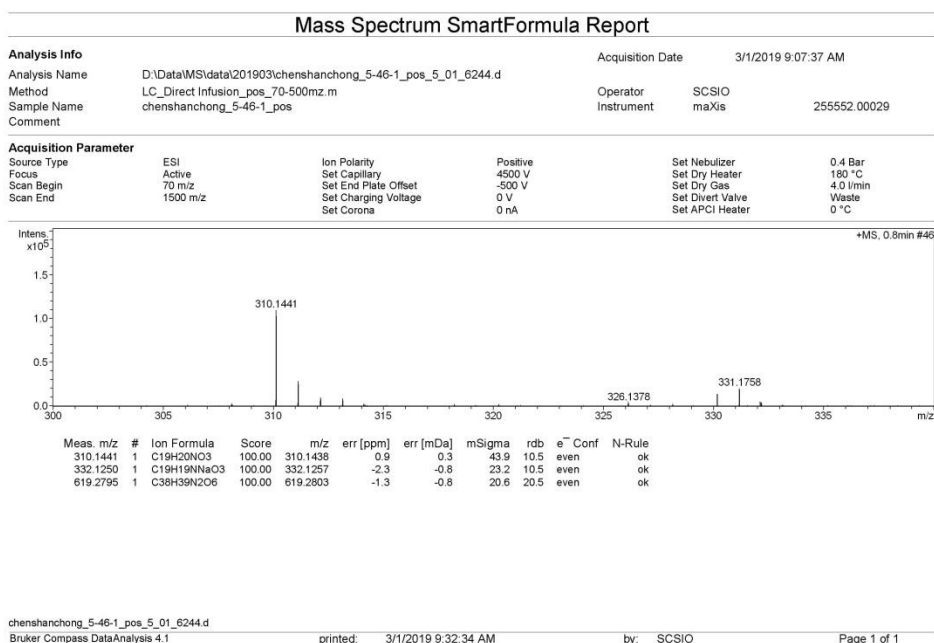 Mass Spectrum SmartFormula Report
Analysis Info
Acquisition Date 3/1/2019 9:07:37 AM
Analysis Name D:\Data\MS\data\201903\chenshanchong_5-46-1_pos_5_01_6244.d
Method LC_Direct Infusion_pos_70-500mz.m Operator SCSIO
Sample Name chenshanchong_5-46-1_pos Instrument maXis 255552.00029
Comment
Acquisition Parameter
Source Type ESI Ion Polarity Positive Set Nebulizer 0.4 Bar
Focus Active Set Capillary 4500 V Set Dry Heater 180 °C
Scan Begin 70 m/z Set End Plate Offset -500 V Set Dry Gas 4.0 l/min
Scan End 1500 m/z Set Charging Voltage 0 V Set Divert Valve Waste
Set Corona 0 nA Set APCI Heater 0 °C
Intens. +MS, 0.8min #46
x10⁵
1.5
310.1441
1.0
0.5
331.1758
326.1378
0.0
300 305 310 315 320 325 330 335 m/z
Meas. m/z # Ion Formula Score m/z err [ppm] err [mDa] mSigma rdb e⁻ Conf N-Rule
310.1441 1 C19H20NO3 100.00 310.1438 0.9 0.3 43.9 10.5 even ok
332.1250 1 C19H19NNaO3 100.00 332.1257 -2.3 -0.8 23.2 10.5 even ok
619.2795 1 C38H39N2O6 100.00 619.2803 -1.3 -0.8 20.6 20.5 even ok
chenshanchong_5-46-1_pos_5_01_6244.d
Bruker Compass DataAnalysis 4.1 printed: 3/1/2019 9:32:34 AM by: SCSIO Page 1 of 1